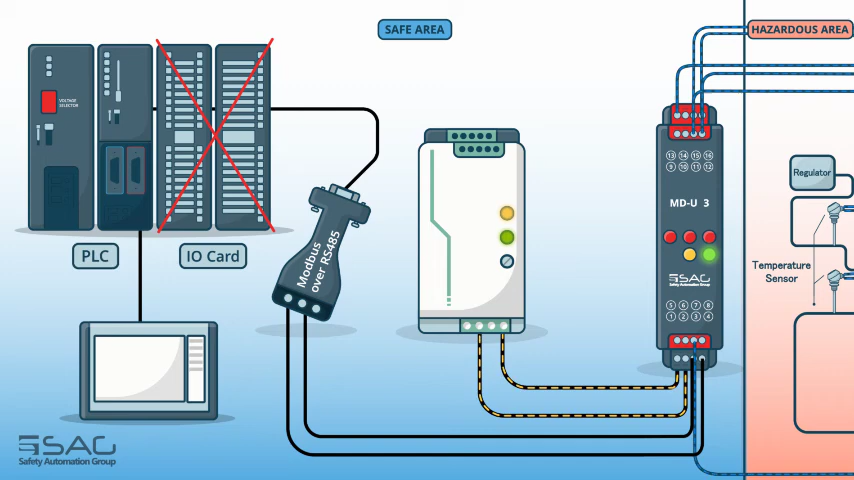 SAFE AREA
HAZARDOUS AREA
VOLTAGE
SELECTOR
13 14 15 16
9 10 11 12
MD-U 3
Regulator
PLC
IO Card
Modbus
over RS485
Temperature
Sensor
SAG
Safety Automation Group
5 6 7 8
1 2 3 4
SAG
Safety Automation Group